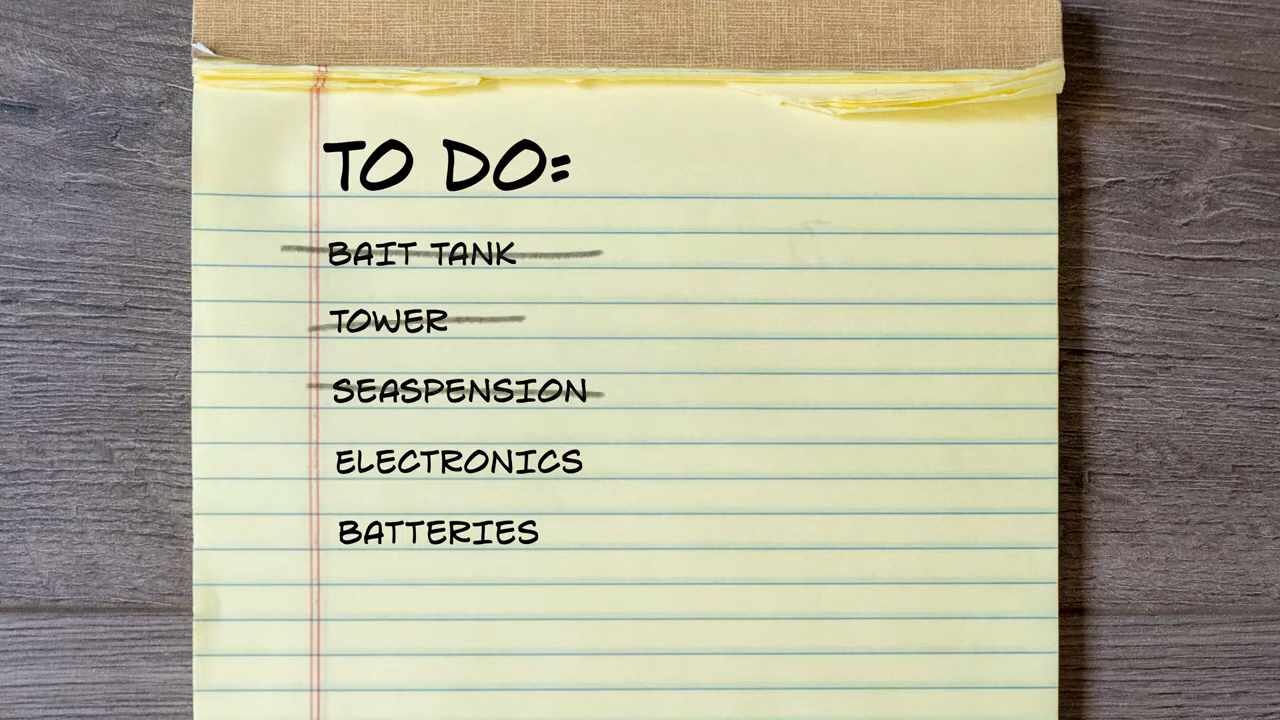 TO DO:
BAIT TANK
TOWER
SEASPENSION
ELECTRONICS
BATTERIES